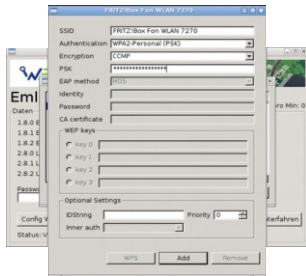 FRITZ!Box Fon WLAN 7270
SSID FRITZ!Box Fon WLAN 7270
Authentication WPA2-Personal (PSK)
Encryption CCMP
PSK ****************
EAP method MD5
Identity
Password
CA certificate
WEP keys
key 0
key 1
key 2
key 3
Optional Settings
IDString Priority 0
Inner auth
WPS Add Remove
Eml
Daten
1.8.0 E
1.8.1 E
1.8.2 E
2.8.0 L
2.8.1 L
2.8.2 L
Passwo
Config W
Status: V
ro Min: 0
terfahren